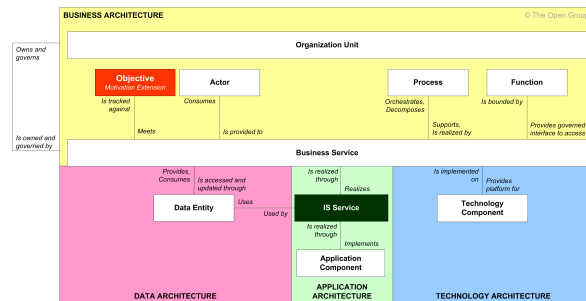 BUSINESS ARCHITECTURE
© The Open Group
Organization Unit
Owns and
governs
Objective
Motivation Extension
Actor
Process
Function
Is tracked
against
Consumes
Orchestrates,
Decomposes
Is bounded by
Meets
Is provided to
Supports,
Is realized by
Provides governed
interface to access
Is owned and
governed by
Business Service
Provides,
Consumes
Is accessed and
updated through
Is realized
through
Realizes
Is implemented
on
Provides
platform for
Data Entity
Uses
Used by
IS Service
Technology
Component
Is realized
through
Implements
Application
Component
DATA ARCHITECTURE
APPLICATION
ARCHITECTURE
TECHNOLOGY ARCHITECTURE